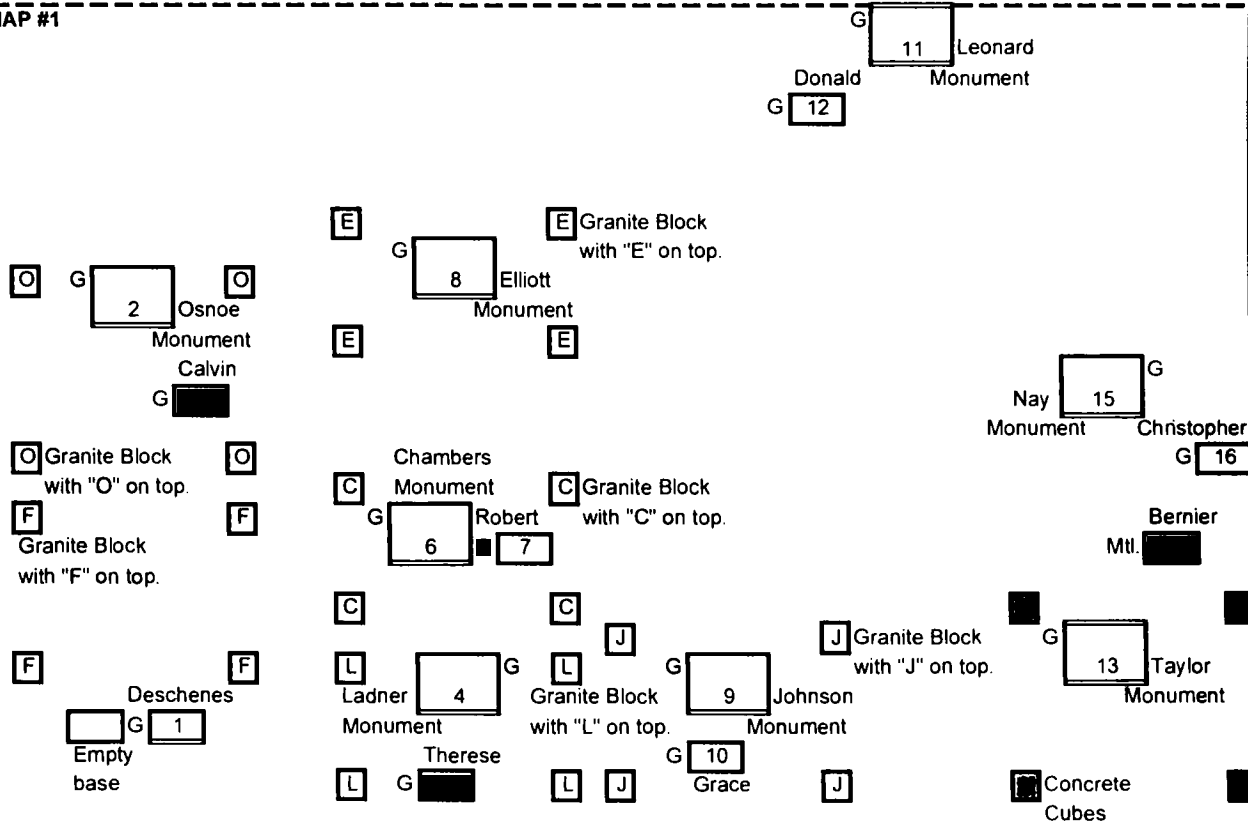 MAP #1
G
11 Leonard
Monument
Donald
G 12
E E Granite Block
with "E" on top.
G
8 Elliott
Monument
E E
O G O
2 Osnoe
Monument
Calvin
G
O Granite Block O
with "O" on top.
F F
Granite Block
with "F" on top.
G
Nay 15
Monument
Christopher
G 16
Chambers
Monument
C C Granite Block
with "C" on top.
G Robert
6 7
C C
Bernier
Mtl.
F F
Deschenes
G 1
Empty
base
L G L
Ladner 4 Granite Block
Monument with "L" on top.
Therese
L G L
J J Granite Block
with "J" on top.
G
9 Johnson
Monument
G 10
Grace
J J
G
13 Taylor
Monument
Concrete
Cubes